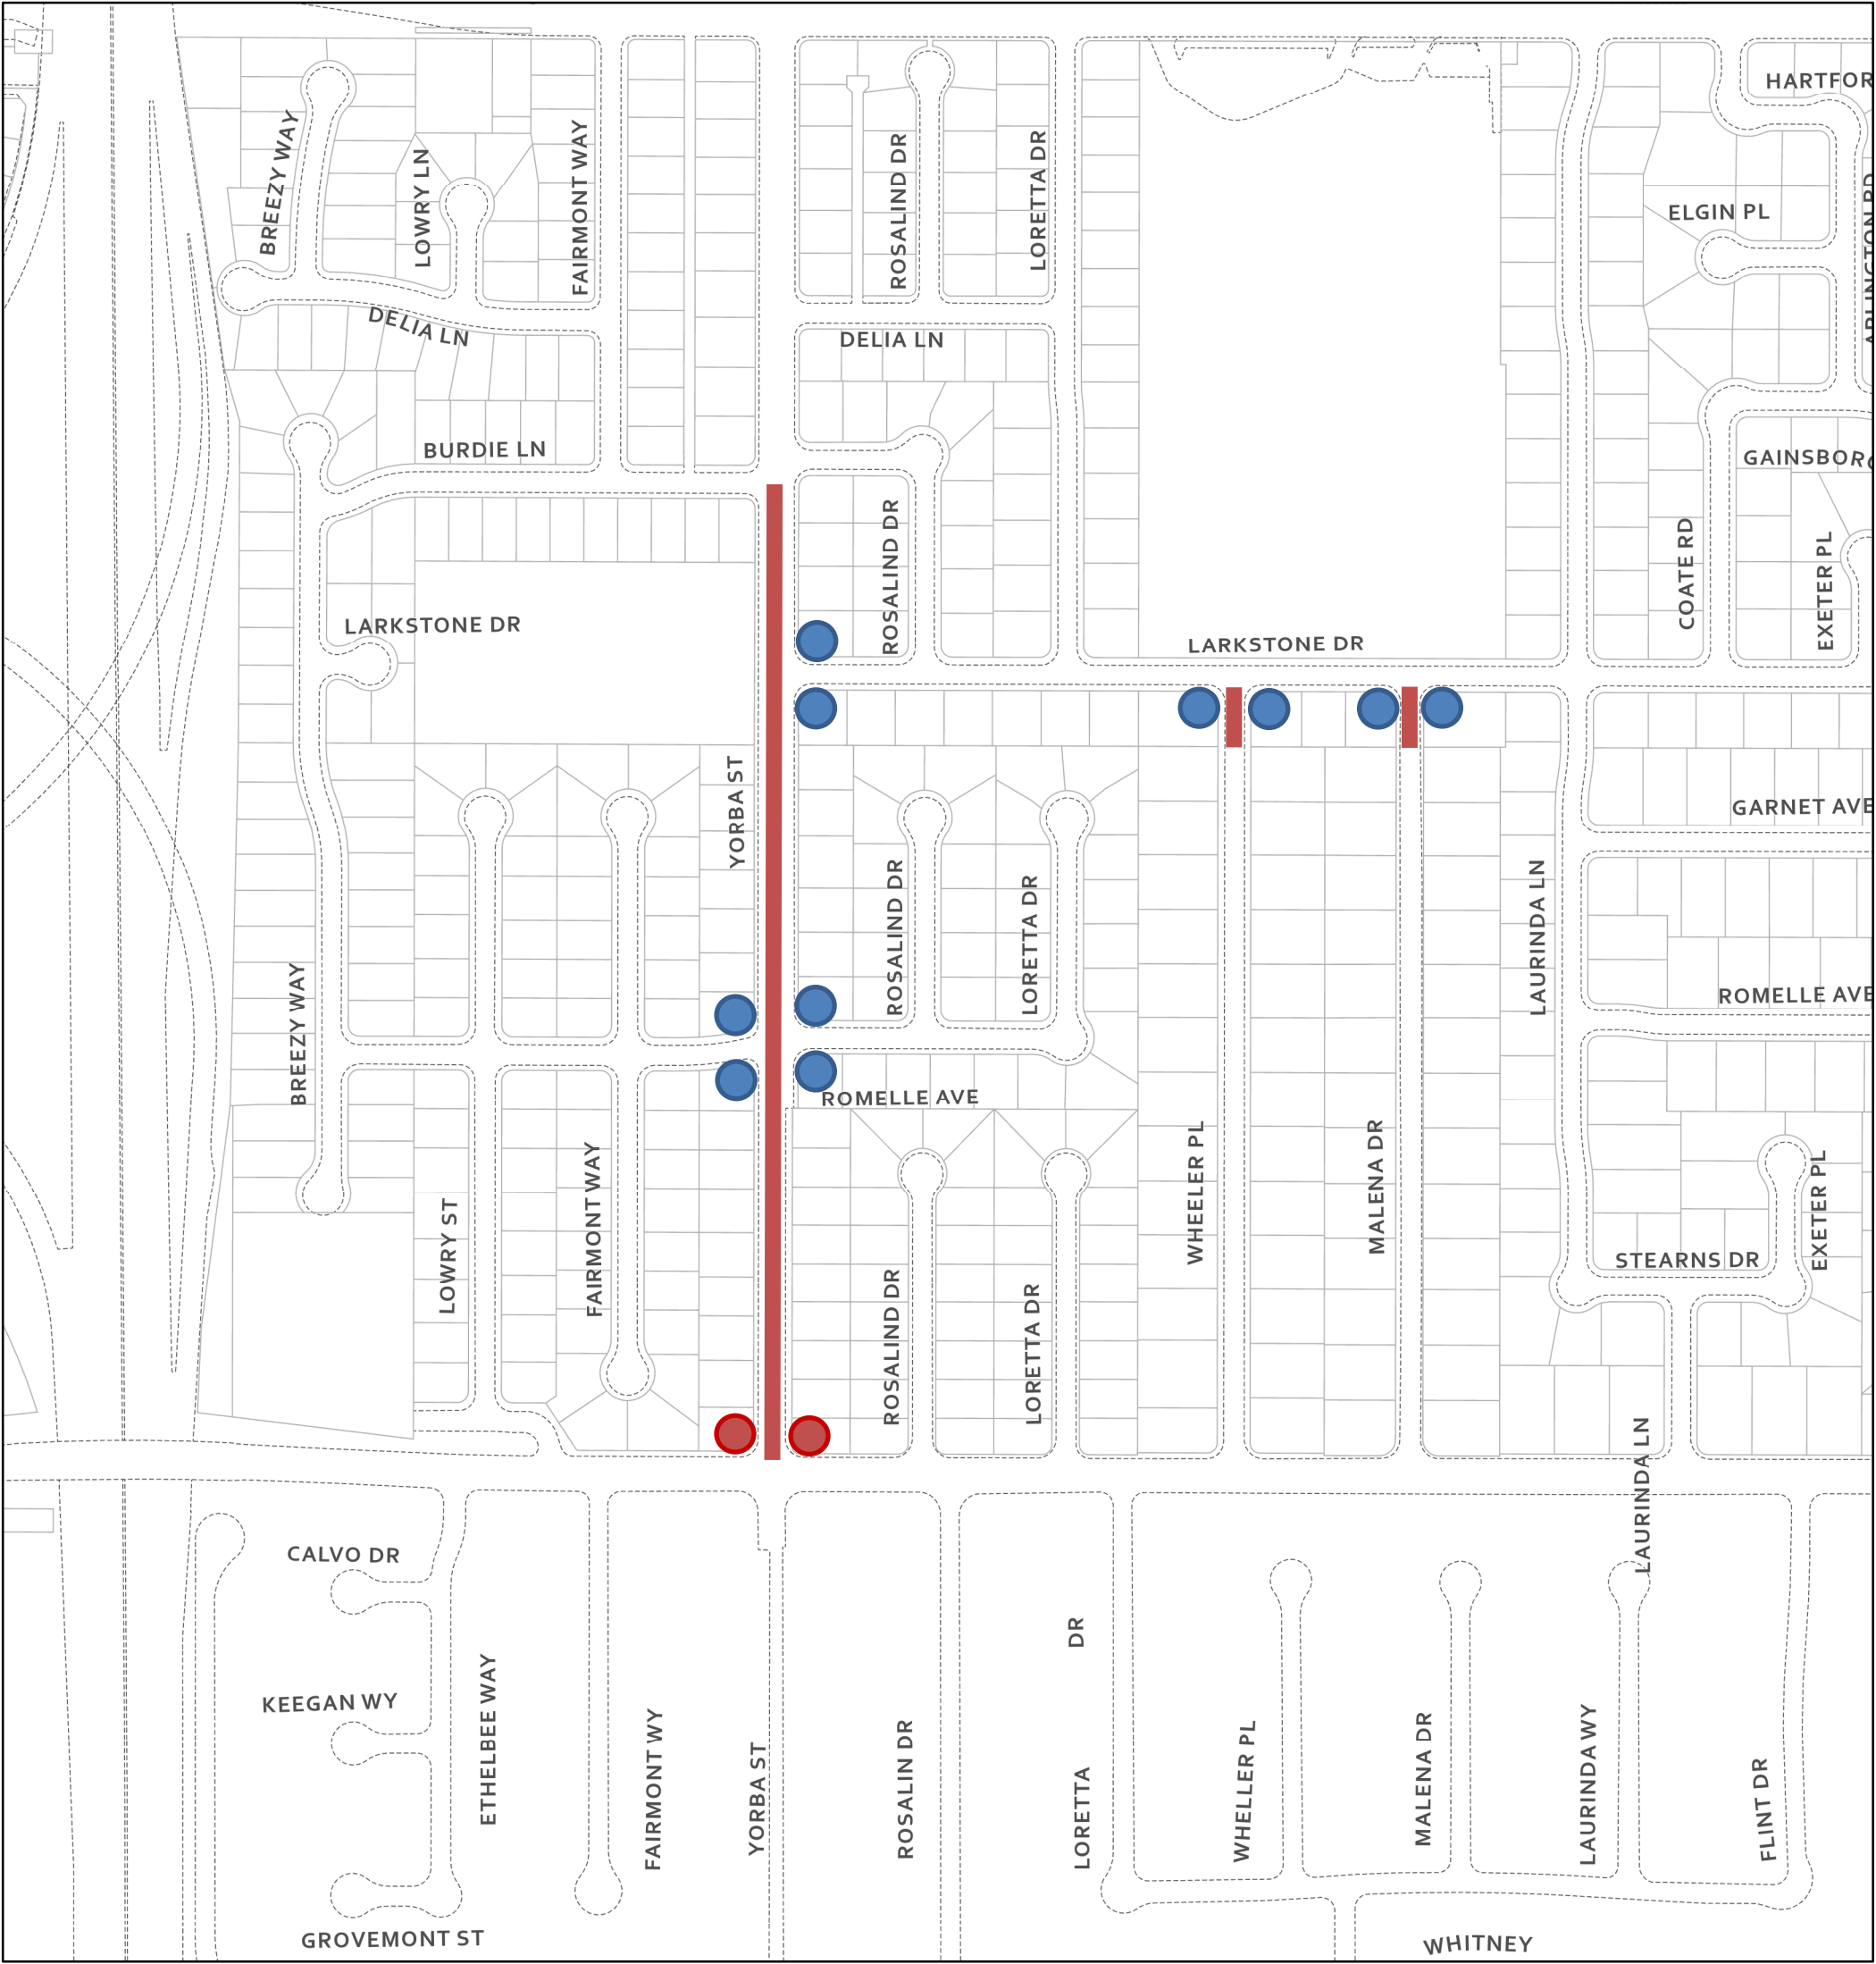 HARTFOR
BREEZY WAY
LOWRY LN
FAIRMONT WAY
ROSALIND DR
LORETTA DR
ELGIN PL
ARLINGTON RD
DELIA LN
DELIA LN
BURDIE LN
GAINSBORO
ROSALIND DR
COATE RD
EXETER PL
LARKSTONE DR
LARKSTONE DR
YORBA ST
GARNET AVE
ROSALIND DR
LORETTA DR
LAURINDA LN
ROMELLE AVE
BREEZY WAY
ROMELLE AVE
WHEELER PL
MALENA DR
FAIRMONT WAY
LOWRY ST
EXETER PL
STEARNS DR
ROSALIND DR
LORETTA DR
LAURINDA LN
CALVO DR
DR
KEEGAN WY
ETHELBEE WAY
FAIRMONT WY
YORBA ST
ROSALIN DR
LORETTA
WHELLER PL
MALENA DR
LAURINDA WY
FLINT DR
GROVEMONT ST
WHITNEY